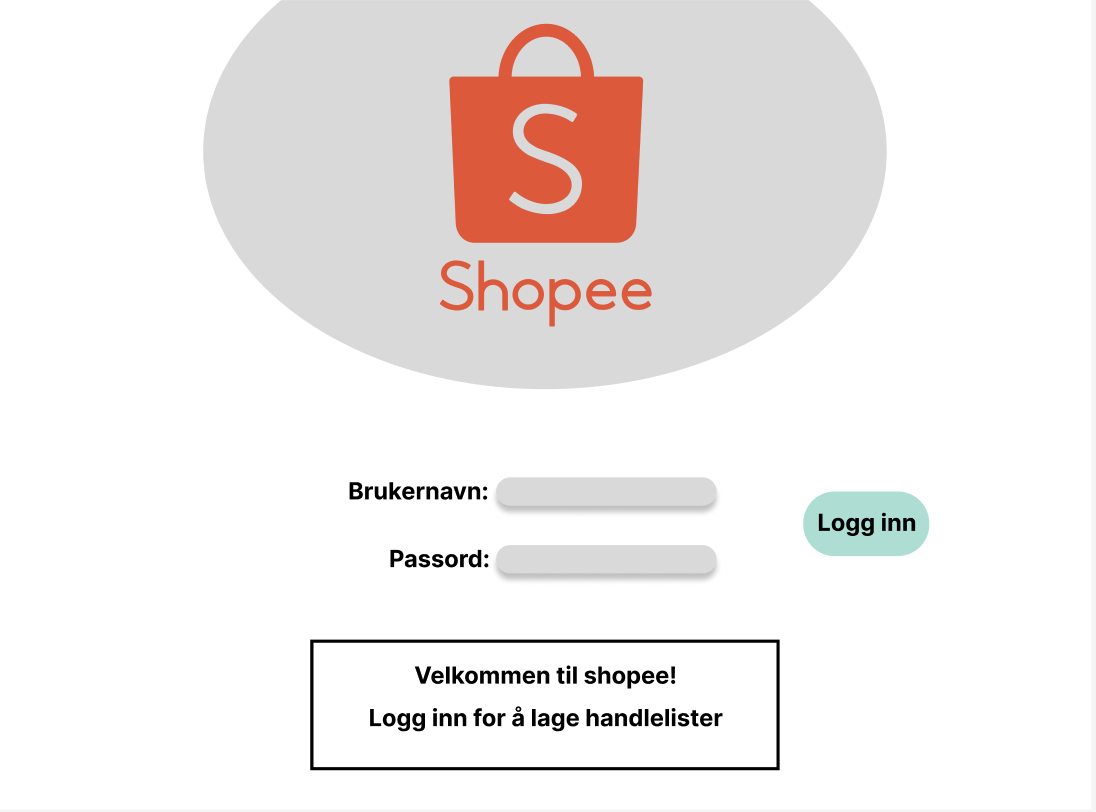 S
Shopee
Brukernavn:
Logg inn
Passord:
Velkommen til shopee!
Logg inn for å lage handlelister